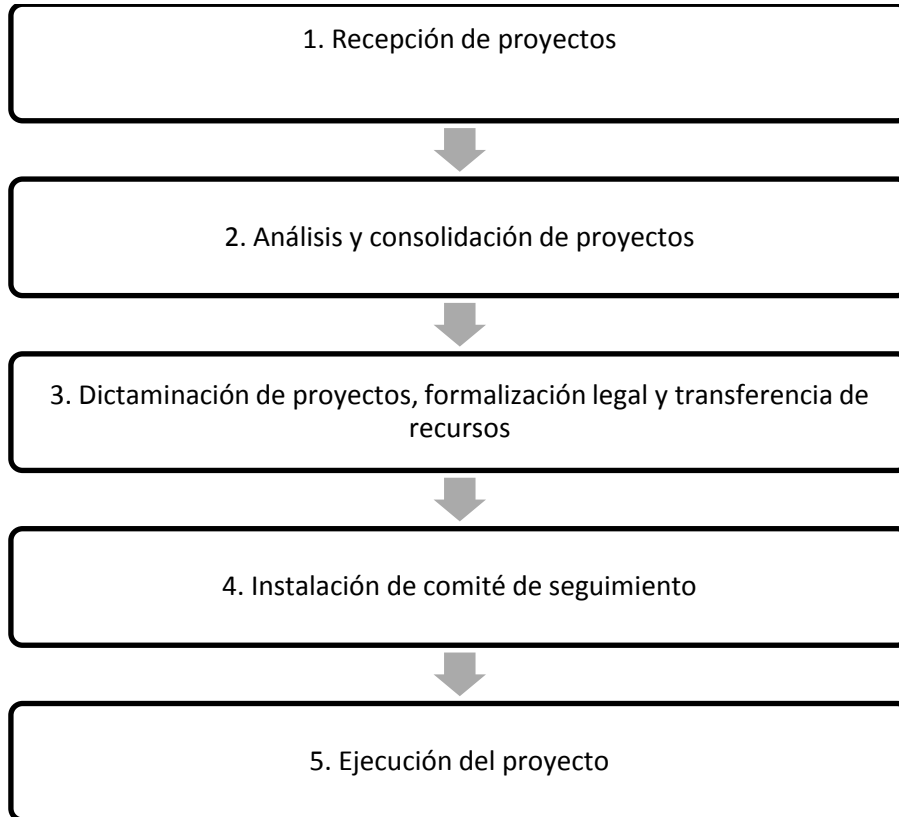 1. Recepción de proyectos
2. Análisis y consolidación de proyectos
3. Dictaminación de proyectos, formalización legal y transferencia de
recursos
4. Instalación de comité de seguimiento
5. Ejecución del proyecto